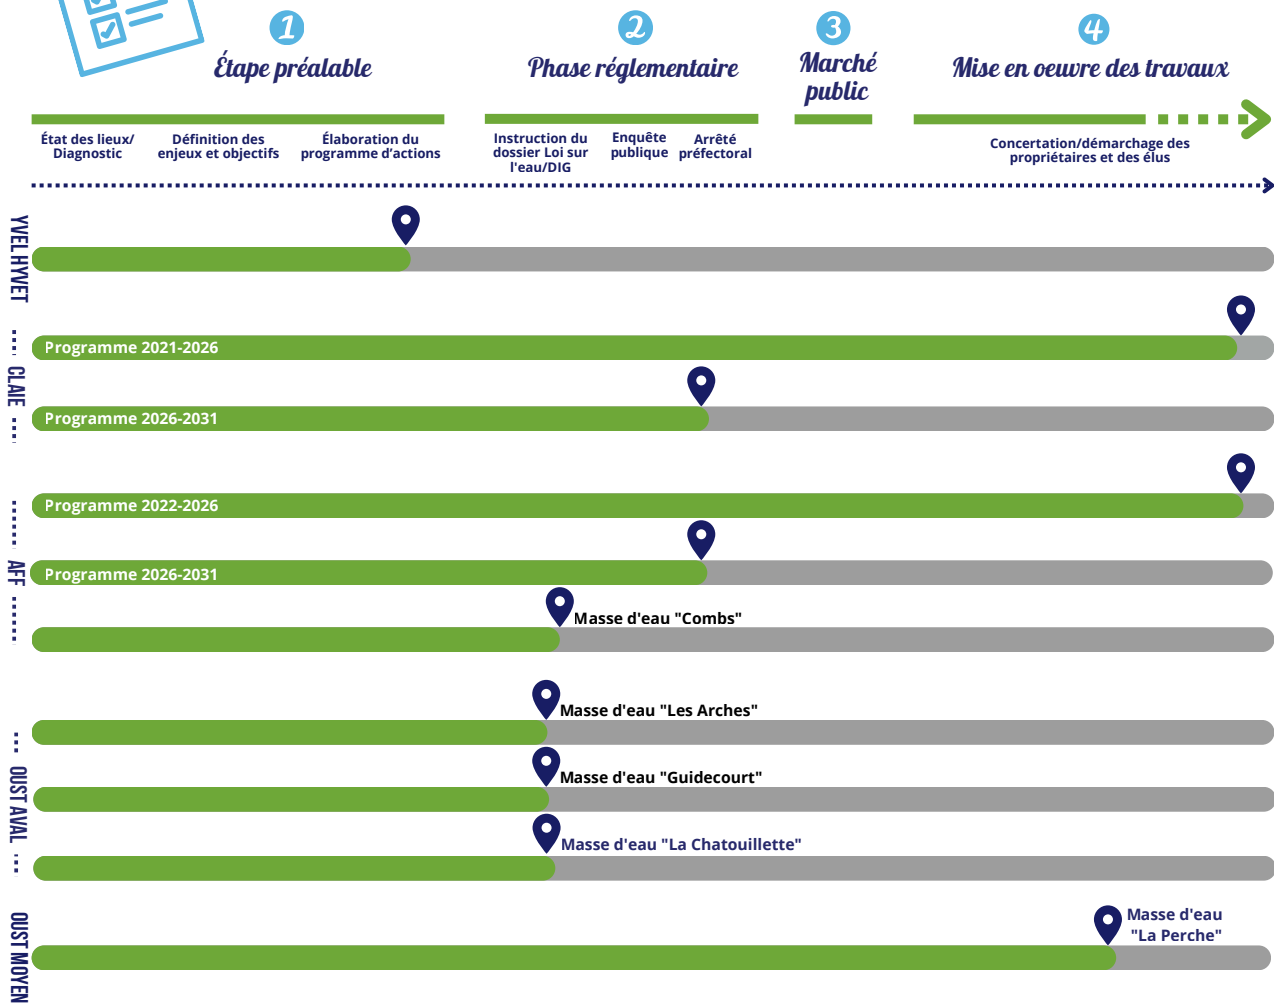 1
Étape préalable
2
Phase réglementaire
3
Marché
public
4
Mise en oeuvre des travaux
État des lieux/
Diagnostic
Définition des
enjeux et objectifs
Élaboration du
programme d'actions
Instruction du
dossier Loi sur
l'eau/DIG
Enquête
publique
Arrêté
préfectoral
Concertation/démarchage des
propriétaires et des élus
YVEL HYVET
CLAIE
Programme 2021-2026
Programme 2026-2031
AFF
Programme 2022-2026
Programme 2026-2031
Masse d'eau "Combs"
OUST AVAL
Masse d'eau "Les Arches"
Masse d'eau "Guidecourt"
Masse d'eau "La Chatouillette"
OUST MOYEN
Masse d'eau
"La Perche"